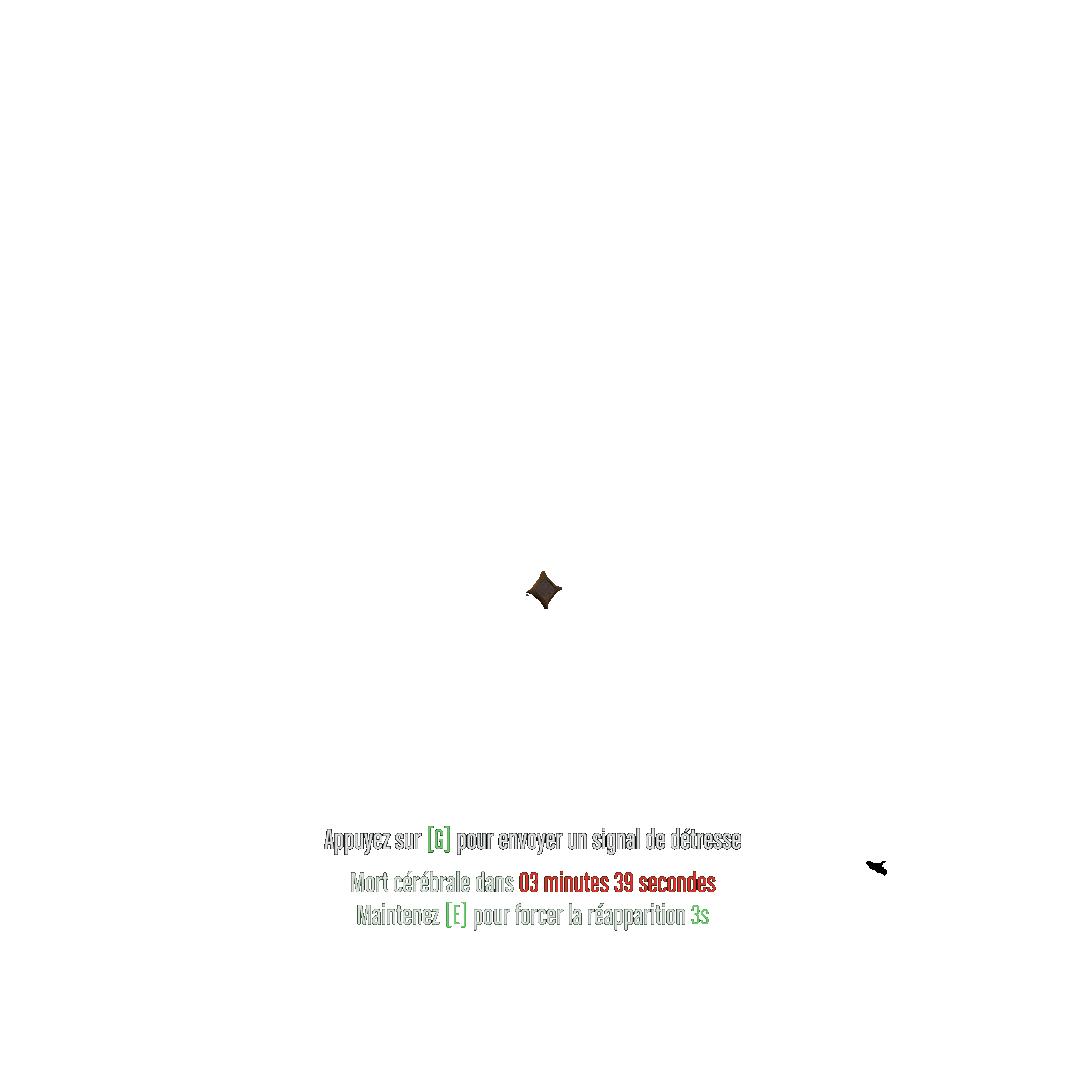 Appuyez sur [G] pour envoyer un signal de détresse
Mort cérébrale dans 03 minutes 39 secondes
Maintenez [E] pour forcer la réapparition 3s